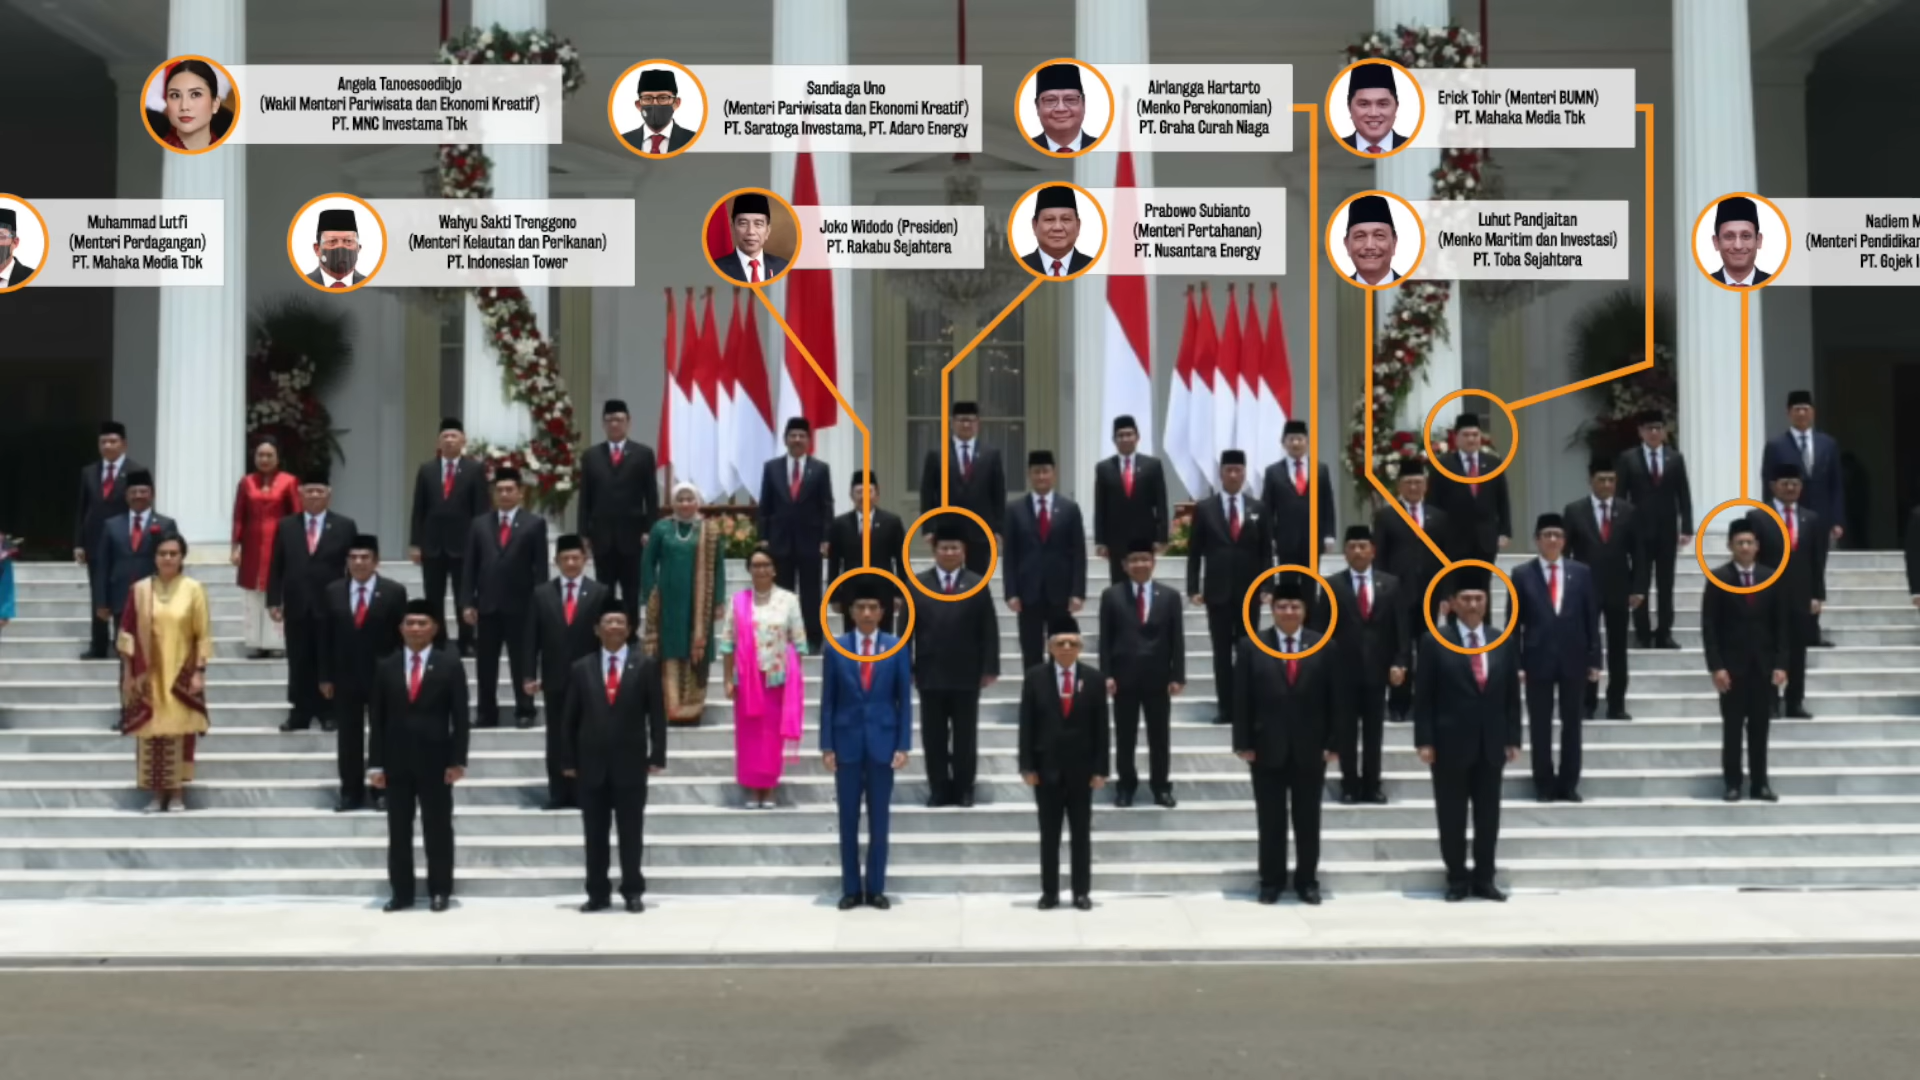 Angela Tanoesoedibjo
(Wakil Menteri Pariwisata dan Ekonomi Kreatif)
PT. MNC Investama Tbk
Sandiaga Uno
(Menteri Pariwisata dan Ekonomi Kreatif)
PT. Saratoga Investama, PT. Adaro Energy
Airlangga Hartarto
(Menko Perekonomian)
PT. Graha Curah Niaga
Erick Tohir (Menteri BUMN)
PT. Mahaka Media Tbk
Muhammad Lutfi
(Menteri Perdagangan)
PT. Mahaka Media Tbk
Wahyu Sakti Trenggono
(Menteri Kelautan dan Perikanan)
PT. Indonesian Tower
Joko Widodo (Presiden)
PT. Rakabu Sejahtera
Prabowo Subianto
(Menteri Pertahanan)
PT. Nusantara Energy
Luhut Pandjaitan
(Menko Maritim dan Investasi)
PT. Toba Sejahtera
Nadiem
(Menteri
PT. Gojek